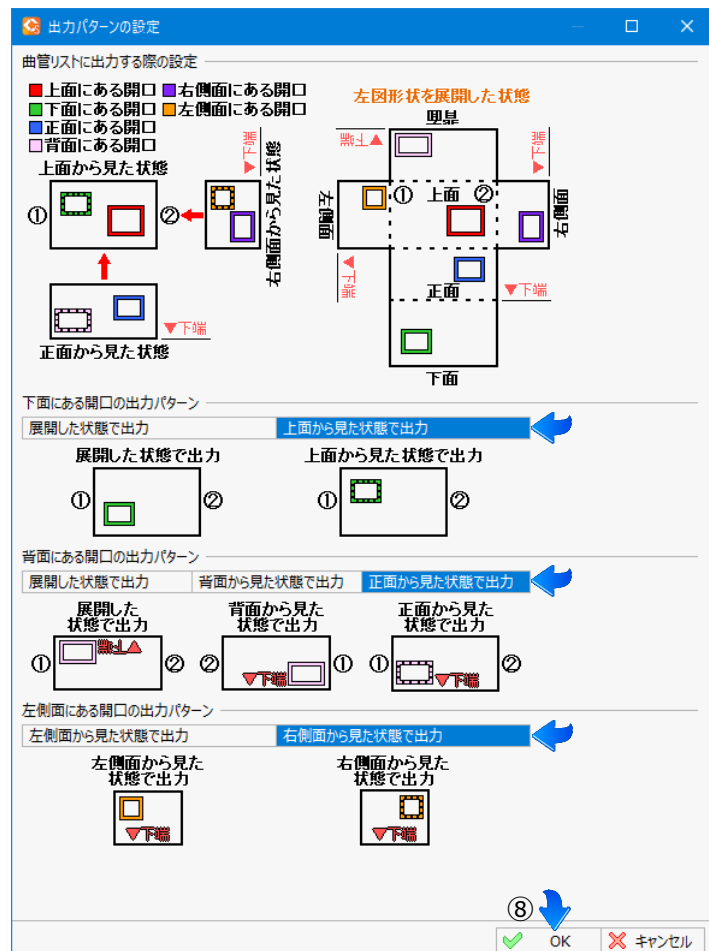 出力パターンの設定
曲管リストに出力する際の設定
上面にある開口 右側面にある開口
下面にある開口 左側面にある開口
正面にある開口
背面にある開口
上面から見た状態
① ②
▼下端
右側面から見た状態
▼下端
正面から見た状態
左図形状を展開した状態
背面
▼下端
▼下端
左側面
① 上面 ②
右側面
▼下端
正面
▼下端
下面
下面にある開口の出力パターン
展開した状態で出力 上面から見た状態で出力
展開した状態で出力 上面から見た状態で出力
① ② ① ②
背面にある開口の出力パターン
展開した状態で出力 背面から見た状態で出力 正面から見た状態で出力
展開した 背面から見た 正面から見た
状態で出力 状態で出力 状態で出力
▼下端
① ② ② ① ① ②
▼下端 ▼下端
左側面にある開口の出力パターン
左側面から見た状態で出力 右側面から見た状態で出力
左側面から見た 右側面から見た
状態で出力 状態で出力
▼下端 ▼下端
⑧
OK キャンセル